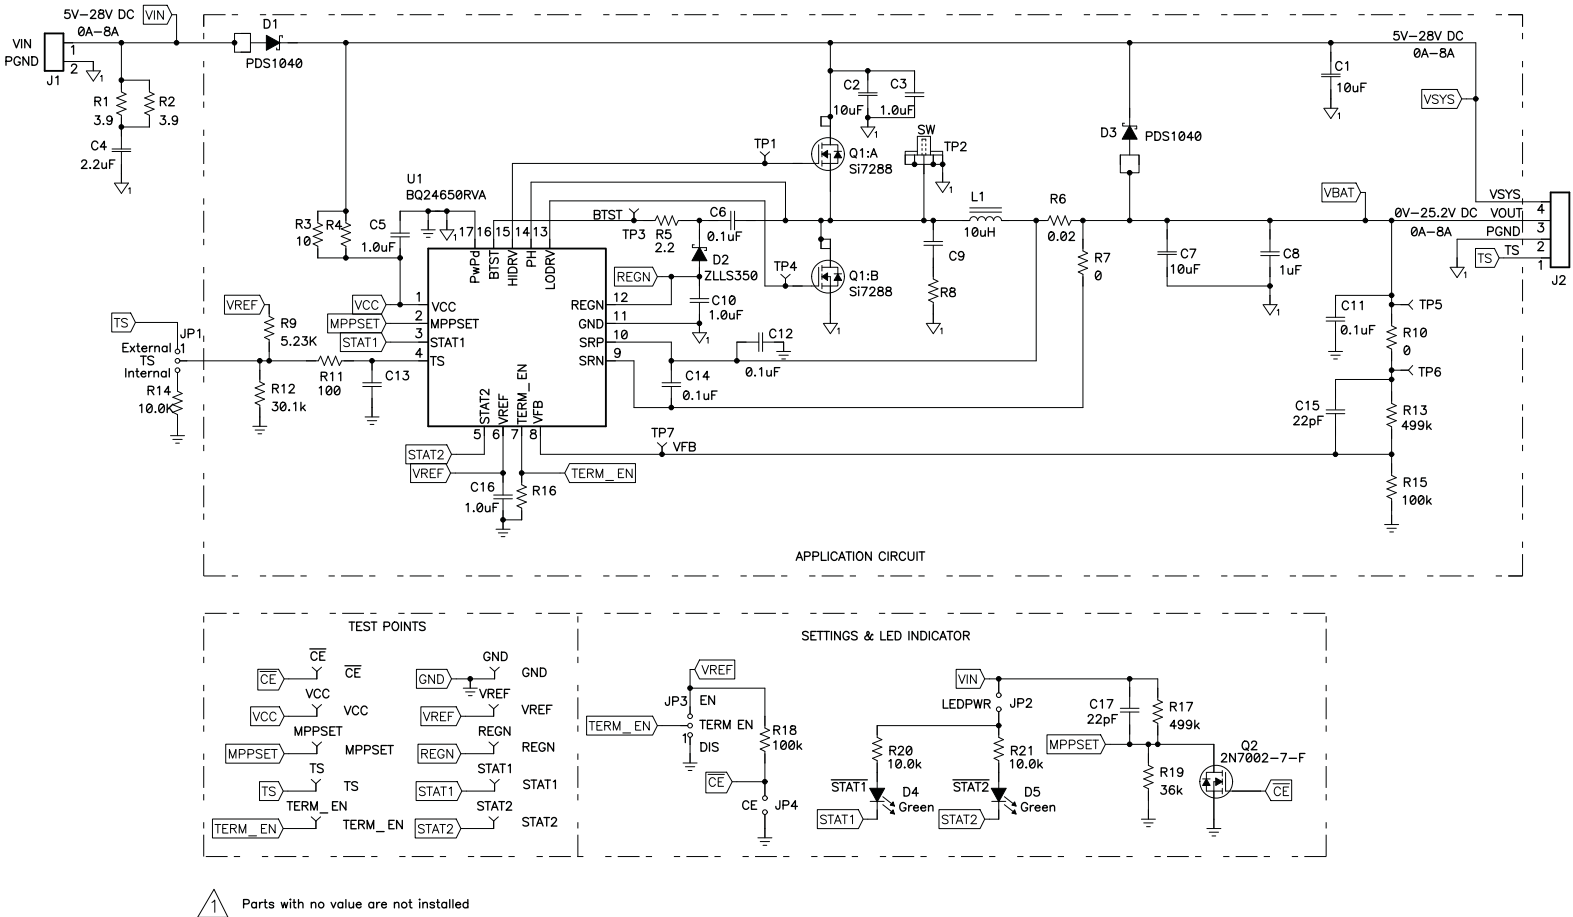 5V-28V DC
VIN
0A-8A
VIN
PGND
1
2
J1
D1
PDS1040
R1
3.9
R2
3.9
C4
2.2uF
1
1
5V-28V DC
0A-8A
C1
10uF
1
VSYS
C2
10uF
C3
1.0uF
1
SW
TP2
1
D3
PDS1040
TP1
Q1:A
Si7288
U1
BQ24650RVA
R3
10
R4
C5
1.0uF
1
17 16 15 14 13
PwPd
BTST
HIDRV
PH
LODRV
BTST
TP3
R5
2.2
C6
0.1uF
D2
ZLLS350
REGN
TP4
Q1:B
Si7288
1
L1
10uH
R6
0.02
C9
R8
1
R7
0
C7
10uF
C8
1uF
1
VBAT
0V-25.2V DC
0A-8A
VSYS
VOUT
PGND
TS
TS
4
3
2
1
J2
1
VCC
MPPSET
STAT1
1
2
3
4
VCC
MPPSET
STAT1
TS
REGN
GND
SRP
SRN
12
11
10
9
C10
1.0uF
1
C12
0.1uF
C14
0.1uF
C11
0.1uF
TP5
R10
0
TP6
C15
22pF
R13
499k
R15
100k
TS
VREF
JP1
1
External
TS
Internal
R9
5.23K
R14
10.0K
R12
30.1k
R11
100
C13
STAT2
VREF
TERM_EN
VFB
5 6 7 8
STAT2
VREF
TERM_EN
TP7
VFB
C16
1.0uF
R16
APPLICATION CIRCUIT
TEST POINTS
CE
CE
CE
VCC
VCC
VCC
MPPSET
MPPSET
MPPSET
TS
TS
TS
TERM_EN
TERM_EN
TERM_EN
GND
GND
GND
VREF
VREF
VREF
REGN
REGN
REGN
STAT1
STAT1
STAT1
STAT2
STAT2
STAT2
SETTINGS & LED INDICATOR
VREF
JP3
EN
TERM_EN
TERM EN
1
DIS
R18
100k
CE
CE
JP4
VIN
LEDPWR
JP2
R20
10.0k
R21
10.0k
STAT1
D4
Green
STAT1
STAT2
D5
Green
STAT2
C17
22pF
R17
499k
MPPSET
R19
36k
Q2
2N7002-7-F
CE
1
Parts with no value are not installed